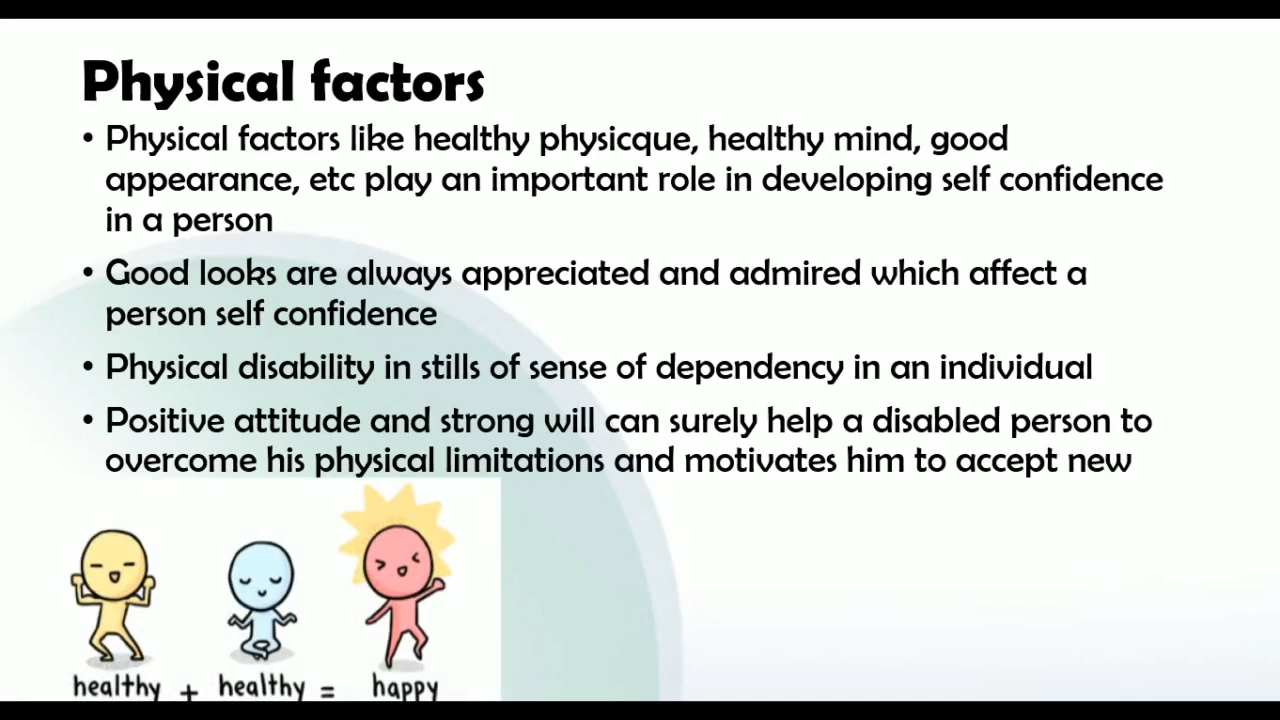 Physical factors
• Physical factors like healthy physicque, healthy mind, good
appearance, etc play an important role in developing self confidence
in a person
• Good looks are always appreciated and admired which affect a
person self confidence
• Physical disability in stills of sense of dependency in an individual
• Positive attitude and strong will can surely help a disabled person to
overcome his physical limitations and motivates him to accept new
healthy + healthy = happy